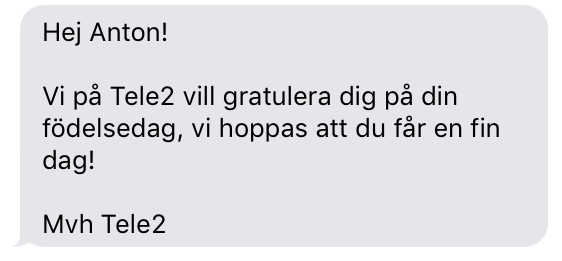 Hej Anton!
Vi på Tele2 vill gratulera dig på din
födelsedag, vi hoppas att du får en fin
dag!
Mvh Tele2